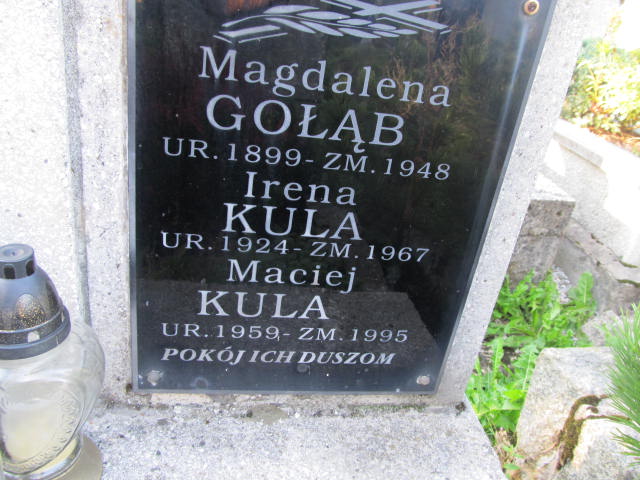 Magdalena
GOŁĄB
UR. 1899 - ZM. 1948
Irena
KULA
UR. 1924 - ZM. 1967
Maciej
KULA
UR. 1959 - ZM. 1995
POKÓJ ICH DUSZOM